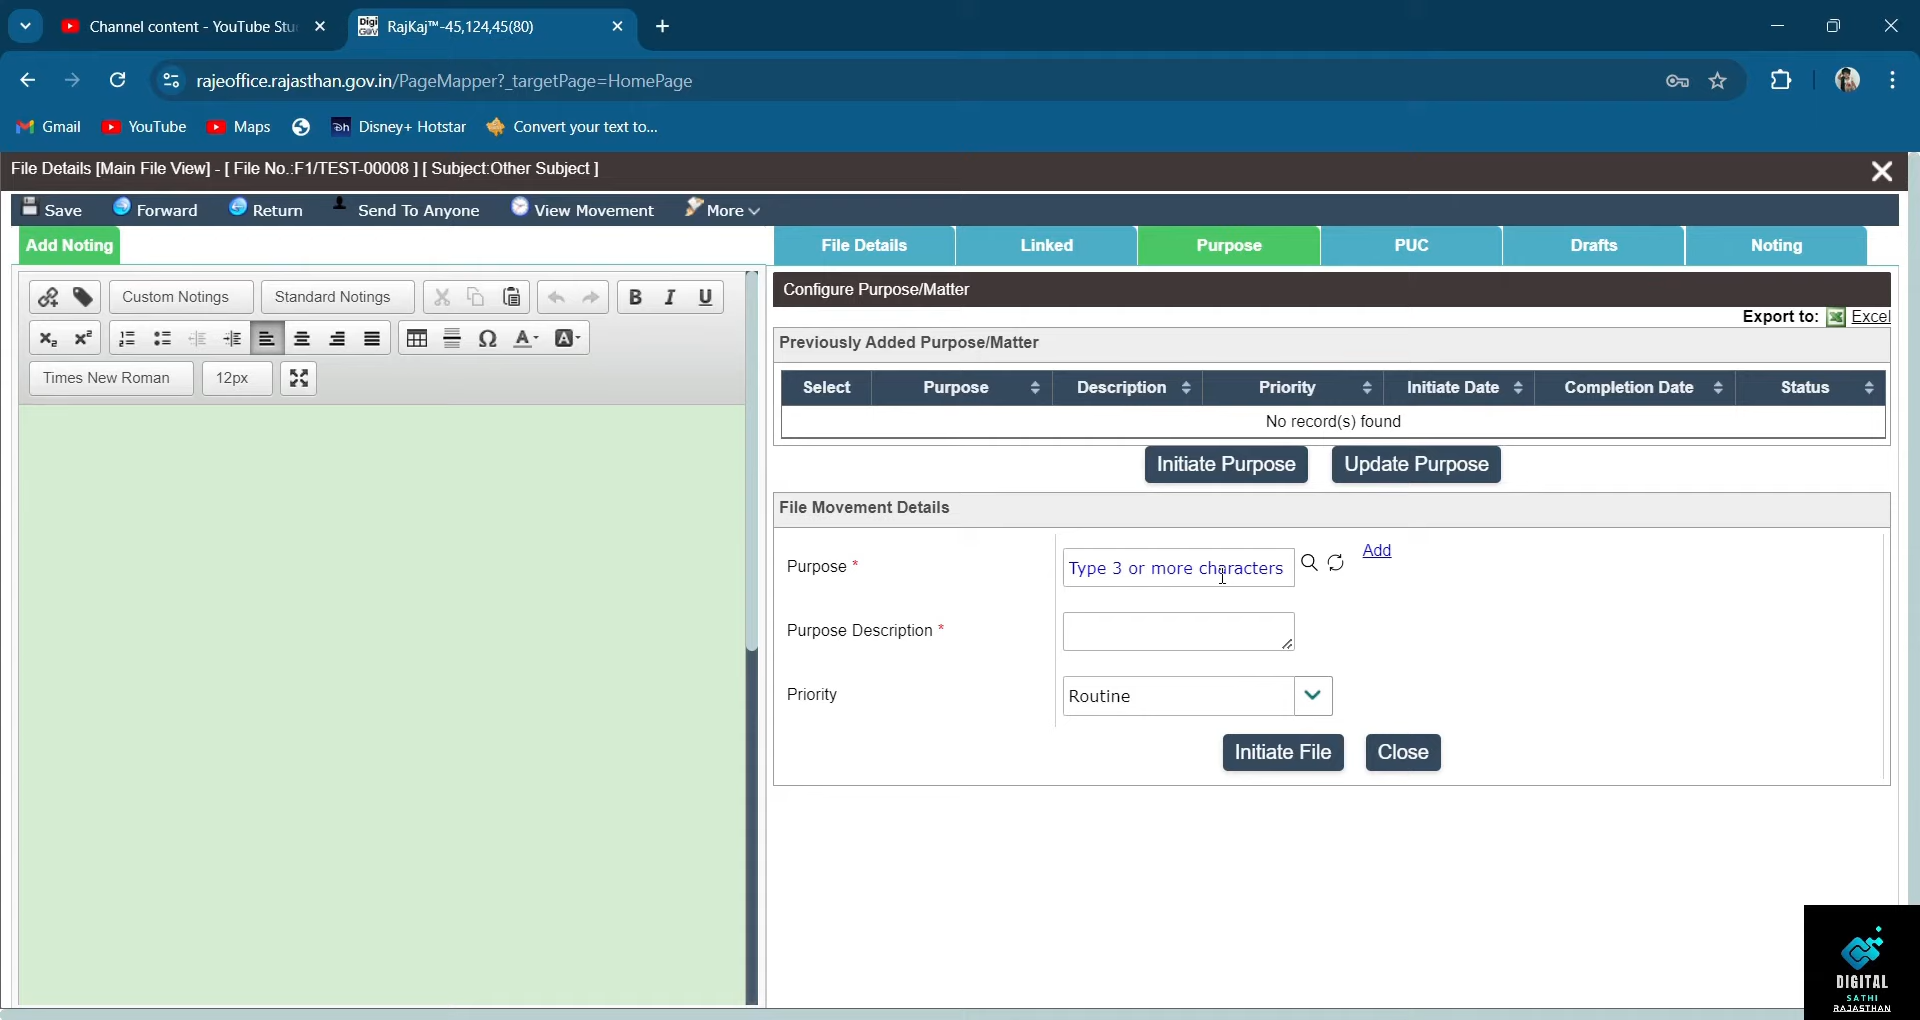 Channel content - YouTube Stu
RajKaj™-45,124,45(80)
rajeoffice.rajasthan.gov.in/PageMapper?_targetPage=HomePage
Gmail YouTube Maps Disney+ Hotstar Convert your text to...
File Details [Main File View] - [ File No.:F1/TEST-00008 ] [ Subject:Other Subject ]
Save Forward Return Send To Anyone View Movement More
Add Noting
File Details Linked Purpose PUC Drafts Noting
Custom Notings Standard Notings
B I U
Times New Roman 12px
Configure Purpose/Matter
Export to: Excel
Previously Added Purpose/Matter
Select Purpose Description Priority Initiate Date Completion Date Status
No record(s) found
Initiate Purpose Update Purpose
File Movement Details
Purpose * Type 3 or more characters Add
Purpose Description *
Priority Routine
Initiate File Close
DIGITAL
SATHI
RAJASTHAN